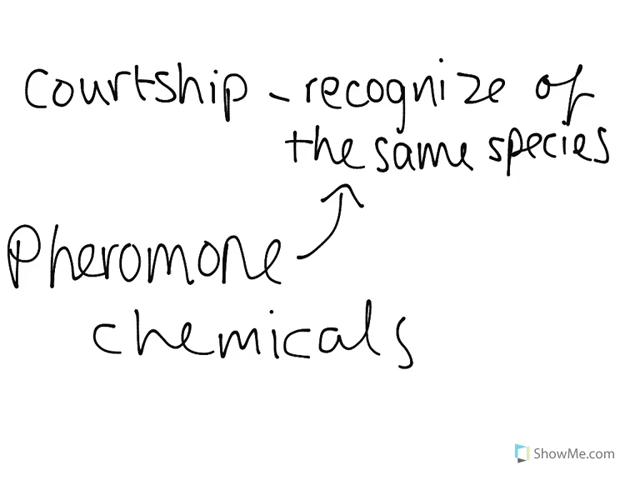 Courtship - recognize of
the same species
Pheromone
chemicals
ShowMe.com